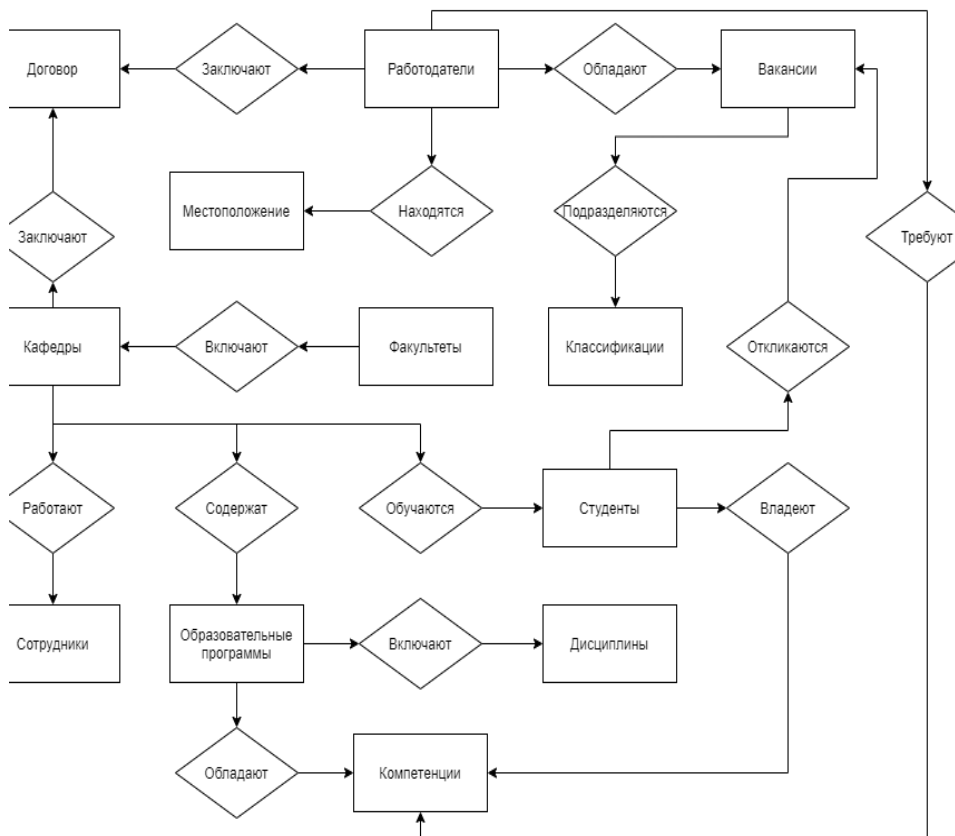 Договор
Заключают
Работодатели
Обладают
Вакансии
Местоположение
Находятся
Подразделяются
Заключают
Требуют
Кафедры
Включают
Факультеты
Классификации
Откликаются
Работают
Содержат
Обучаются
Студенты
Владеют
Сотрудники
Образовательные
программы
Включают
Дисциплины
Обладают
Компетенции